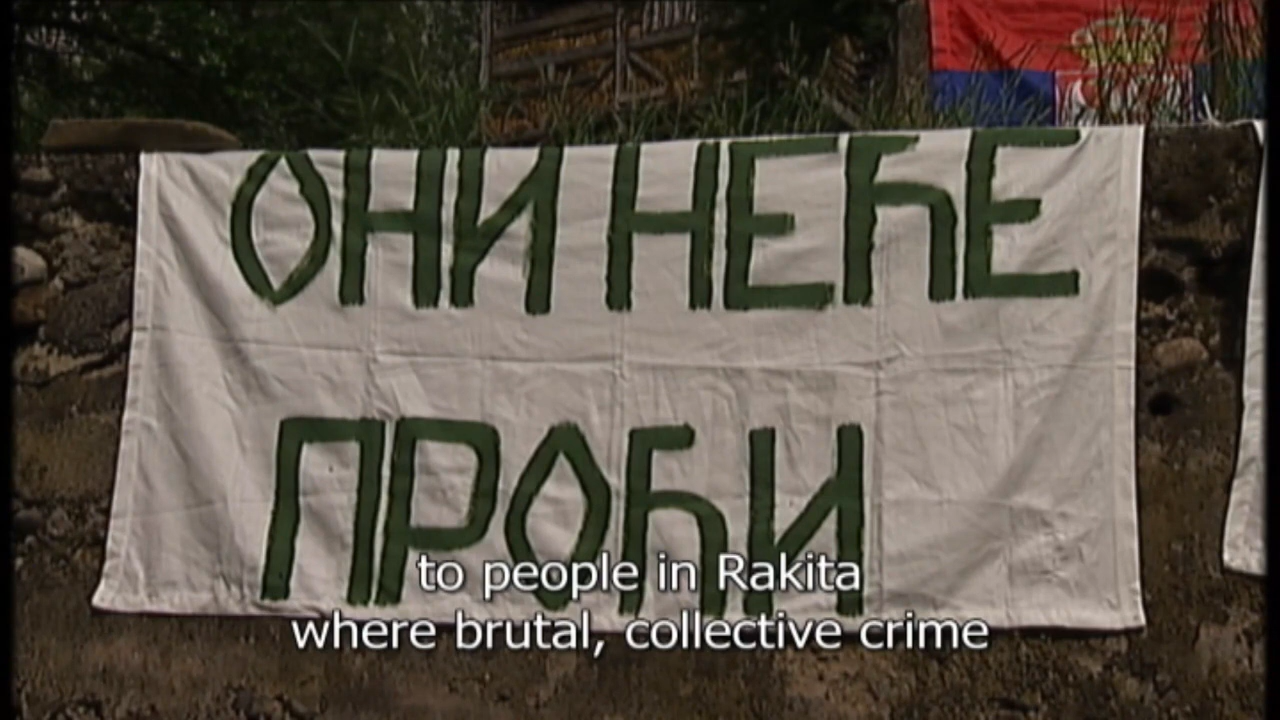 ОНИ НЕЋЕ
ПРОЋИ
to people in Rakita
where brutal, collective crime